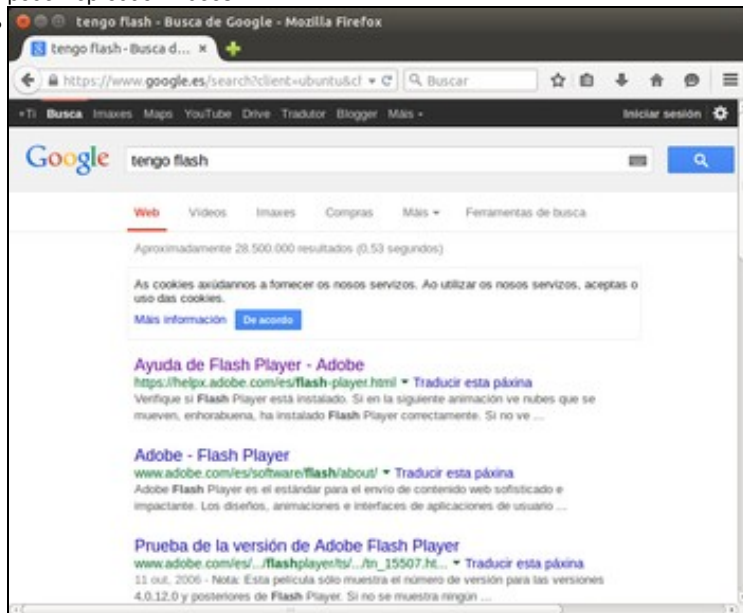 tengo flash - Busca de Google - Mozilla Firefox
tengo flash - Busca d... ×
https://www.google.es/search?client=ubuntu&cl
Buscar
+Ti Busca Imaxes Maps YouTube Drive Tradutor Blogger Máis
Iniciar sesión
Google
tengo flash
Web Vídeos Imaxes Compras Máis Ferramentas de busca
Aproximadamente 28.500.000 resultados (0,53 segundos)
As cookies axúdannos a fornecer os nosos servizos. Ao utilizar os nosos servizos, aceptas o
uso das cookies.
Máis información De acordo
Ayuda de Flash Player - Adobe
https://helpx.adobe.com/es/flash-player.html Traducir esta páxina
Verifique si Flash Player está instalado. Si en la siguiente animación ve nubes que se
mueven, enhorabuena, ha instalado Flash Player correctamente. Si no ve ...
Adobe - Flash Player
www.adobe.com/es/software/flash/about/ Traducir esta páxina
Adobe Flash Player es el estándar para el envío de contenido web sofisticado e
impactante. Los diseños, animaciones e interfaces de aplicaciones de usuario ...
Prueba de la versión de Adobe Flash Player
www.adobe.com/es/.../flashplayer/ts/.../tn_15507.ht... Traducir esta páxina
11 out. 2006 - Nota: Esta película sólo muestra el número de versión para las versiones
4.0.12.0 y posteriores de Flash Player. Si no se muestra ningún ...